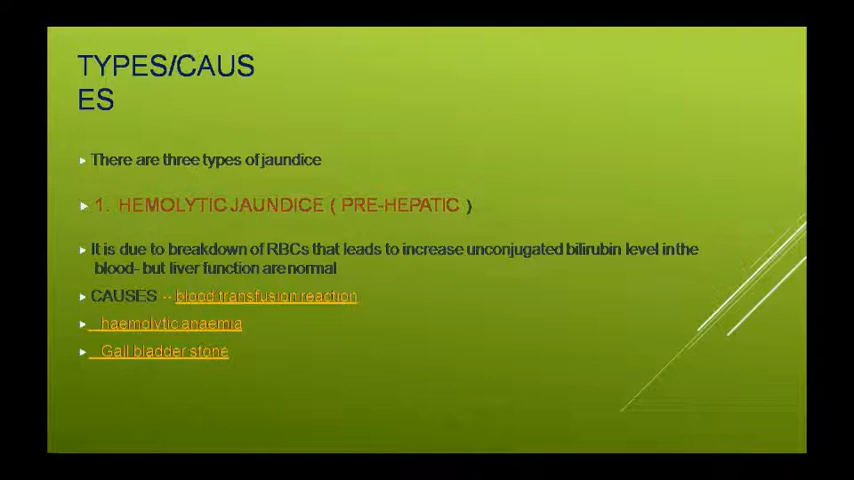 TYPES/CAUS
ES
There are three types of jaundice
1. HEMOLYTIC JAUNDICE ( PRE-HEPATIC )
It is due to breakdown of RBCs that leads to increase unconjugated bilirubin level in the
blood- but liver function are normal
CAUSES -- blood transfusion reaction
haemolytic anaemia
Gall bladder stone